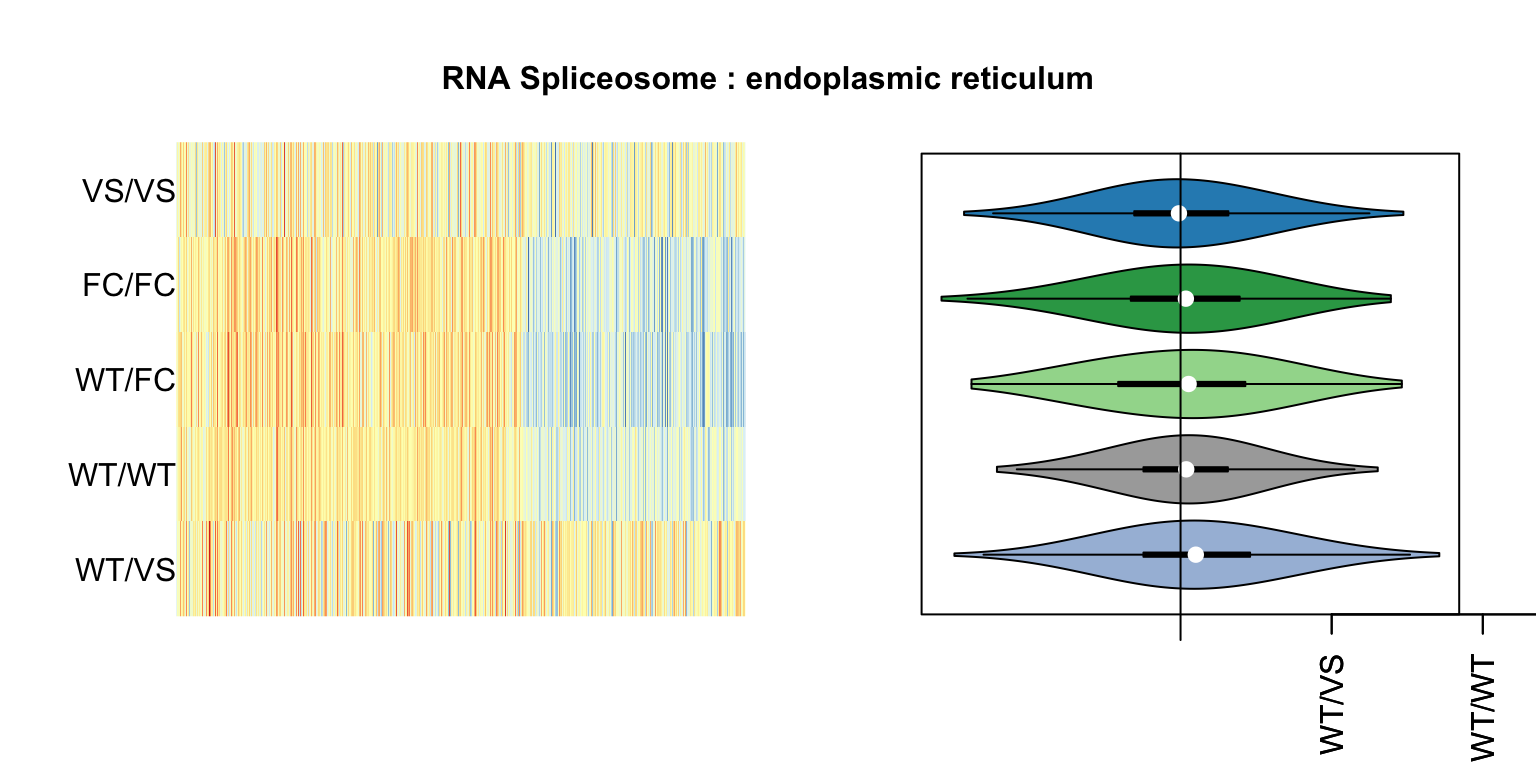 RNA Spliceosome : endoplasmic reticulum
VS/VS
FC/FC
WT/FC
WT/WT
WT/VS
WT/VS
WT/WT